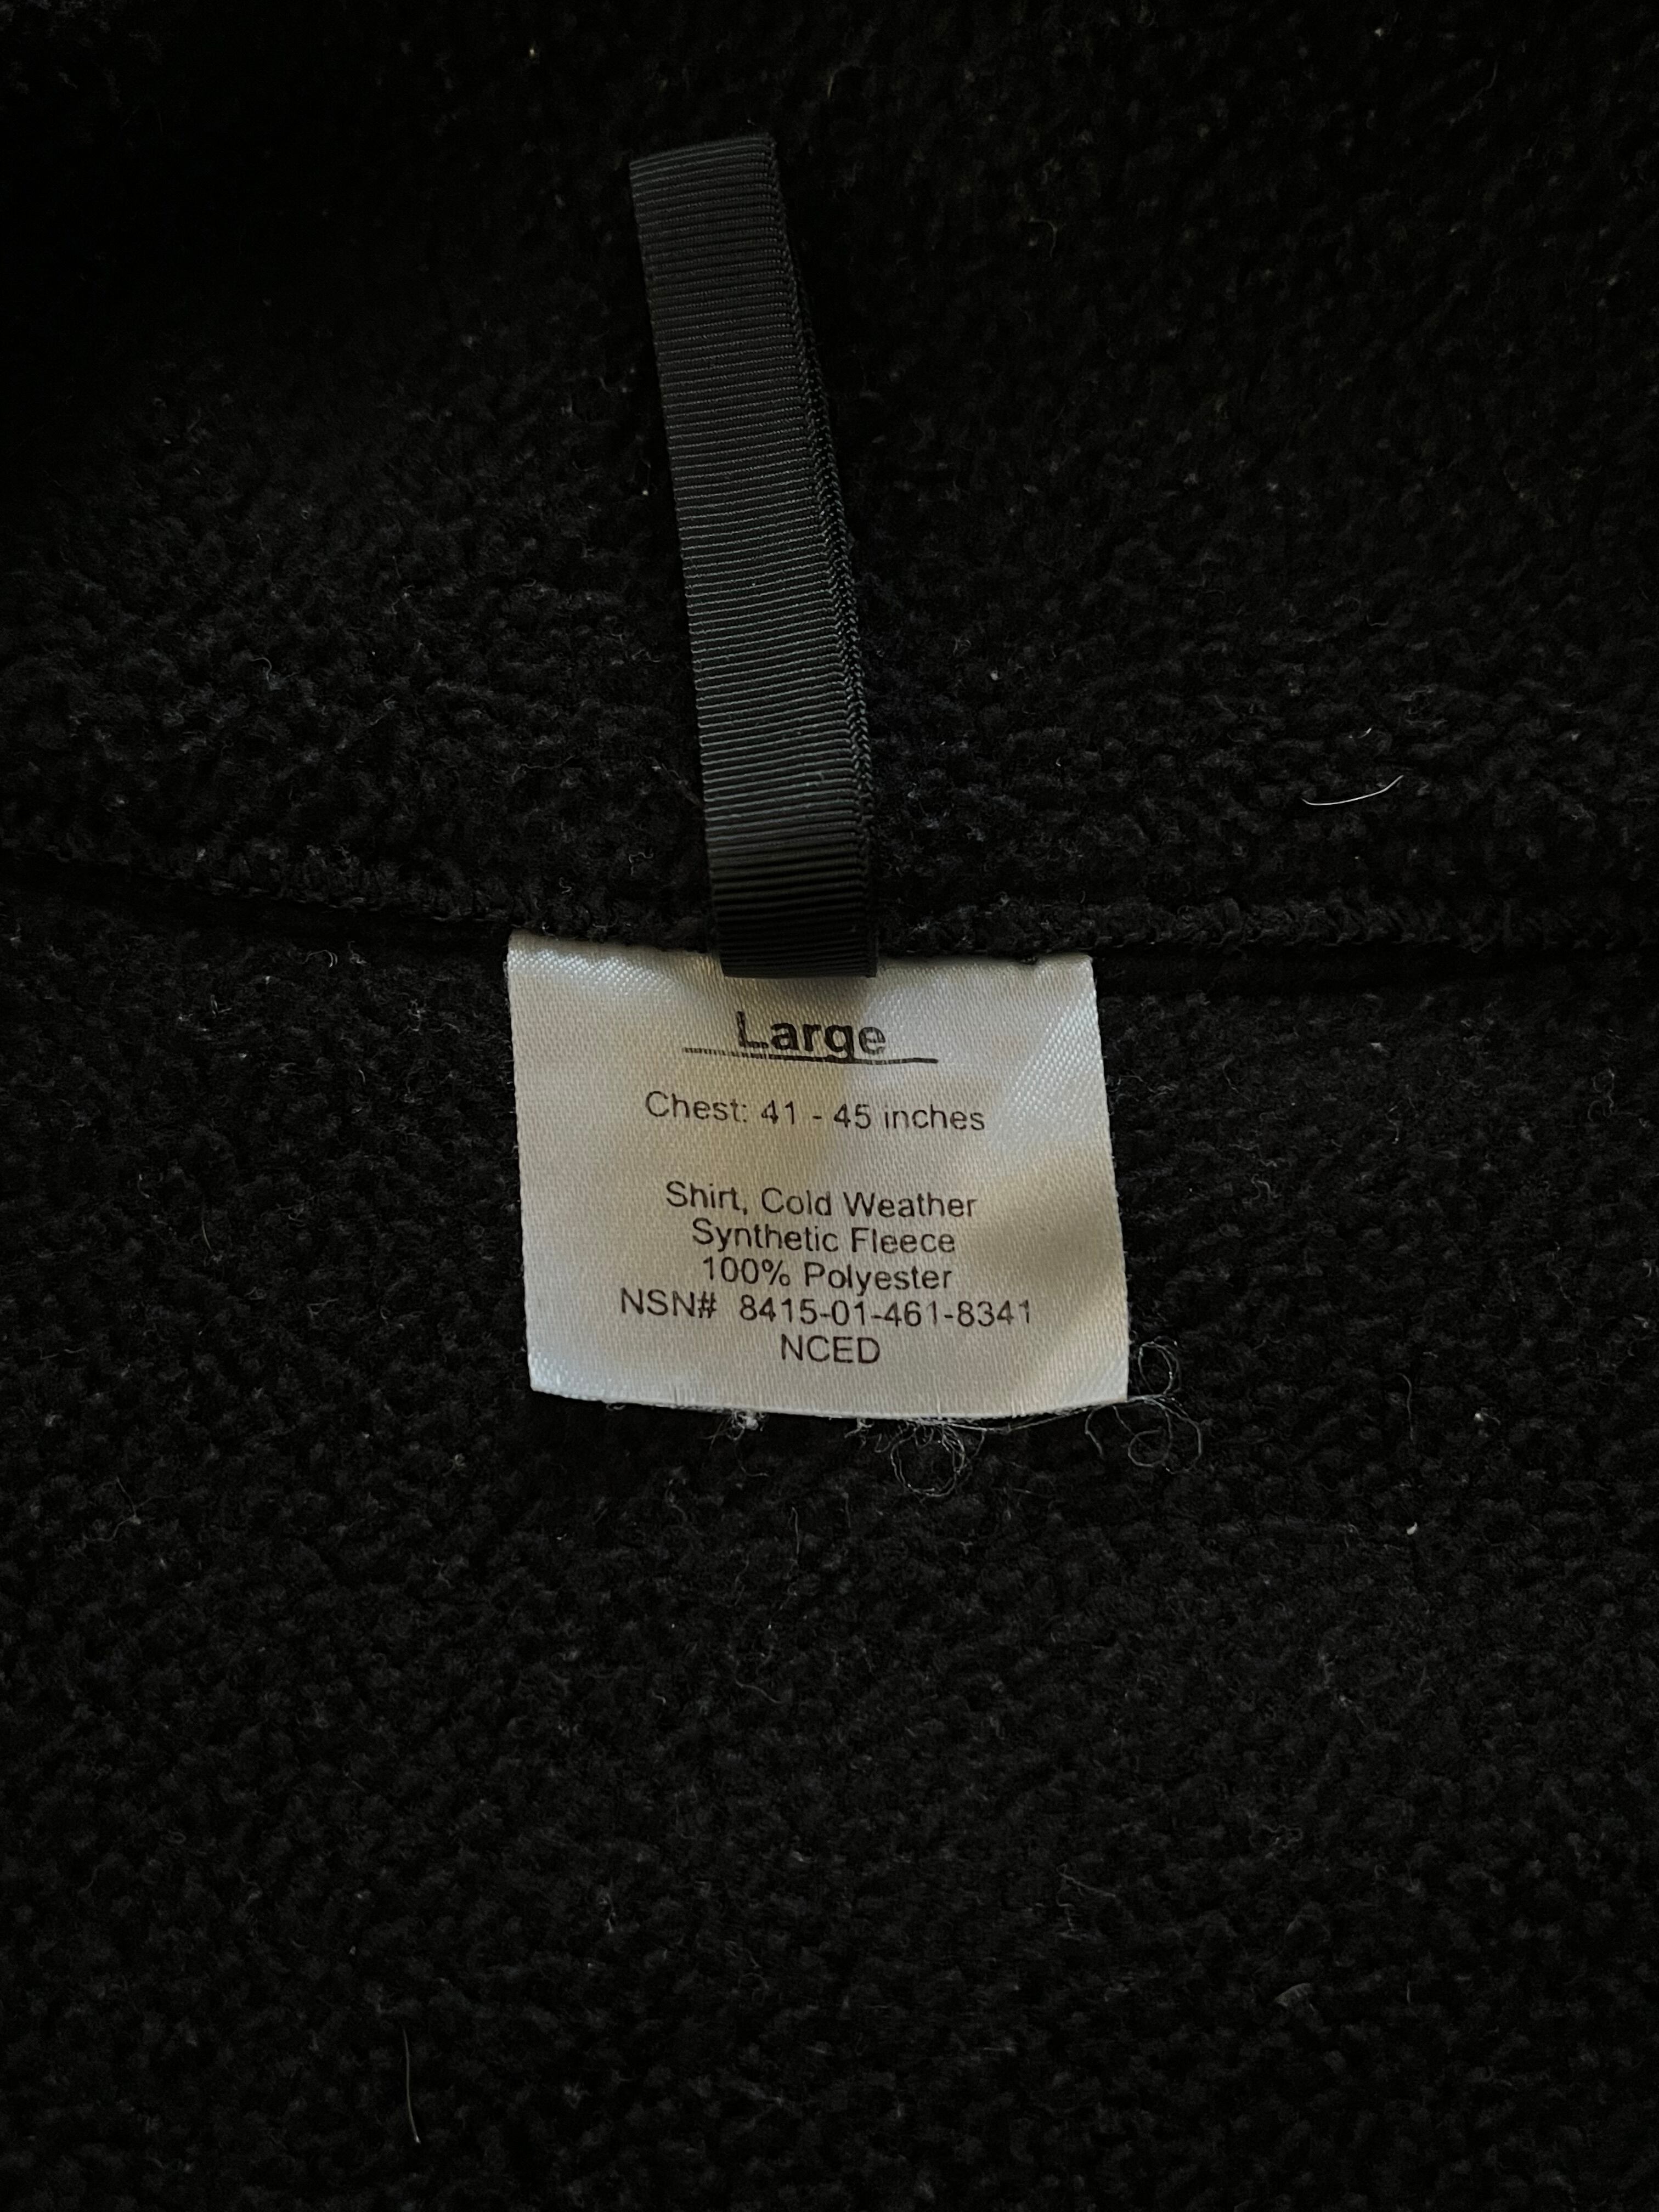 Large
Chest: 41 - 45 inches
Shirt, Cold Weather
Synthetic Fleece
100% Polyester
NSN# 8415-01-461-8341
NCED